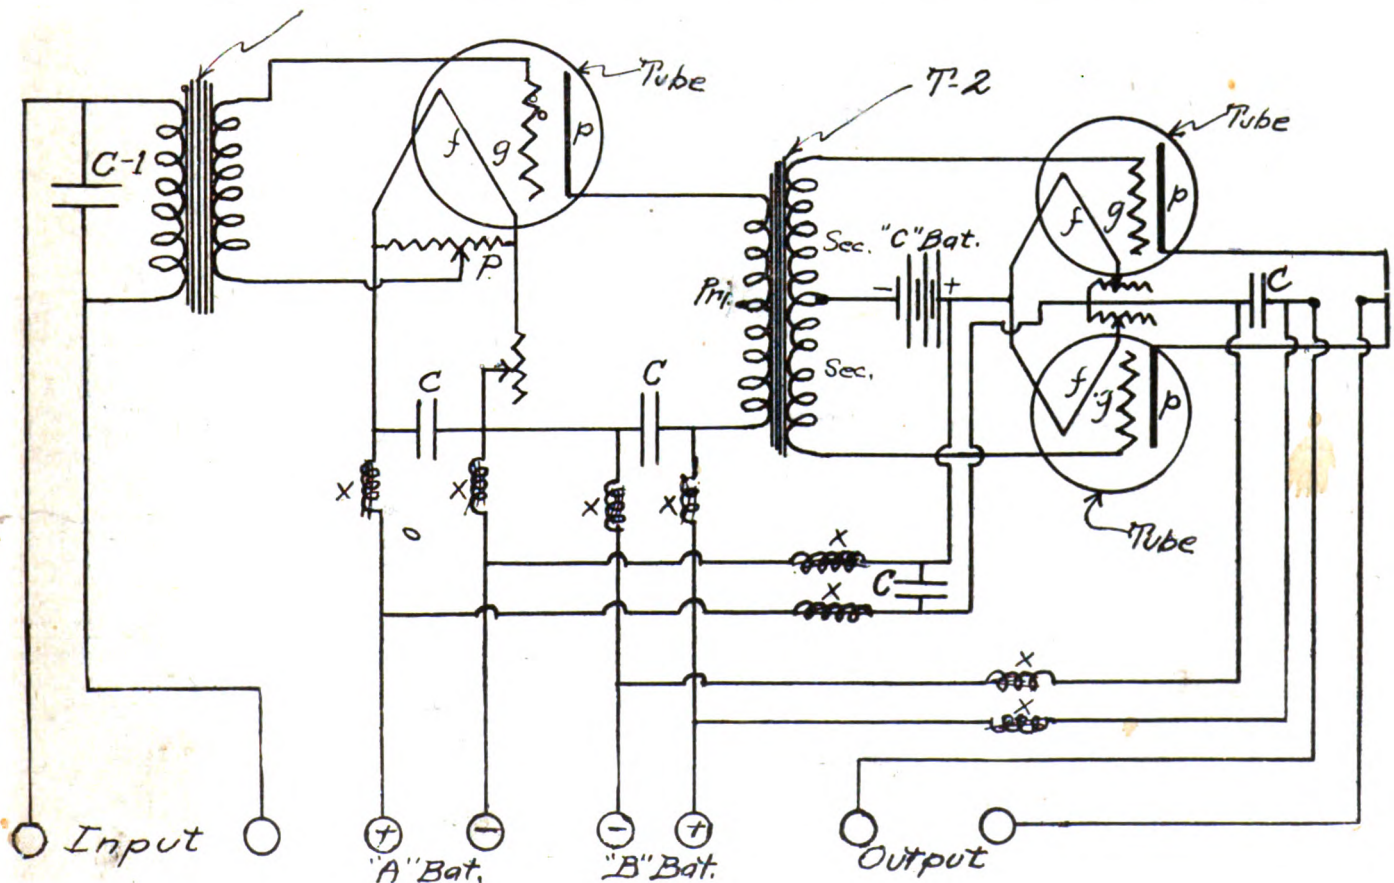 Tube
T-2
Tube
C-1
f
g
p
f
g
p
Sec.
"C" Bat.
P
-
+
C
Pri.
C
C
Sec.
f
g
p
X
X
X
X
Tube
X
C
X
X
X
Input
+
-
-
+
Output
"A" Bat.
"B" Bat.